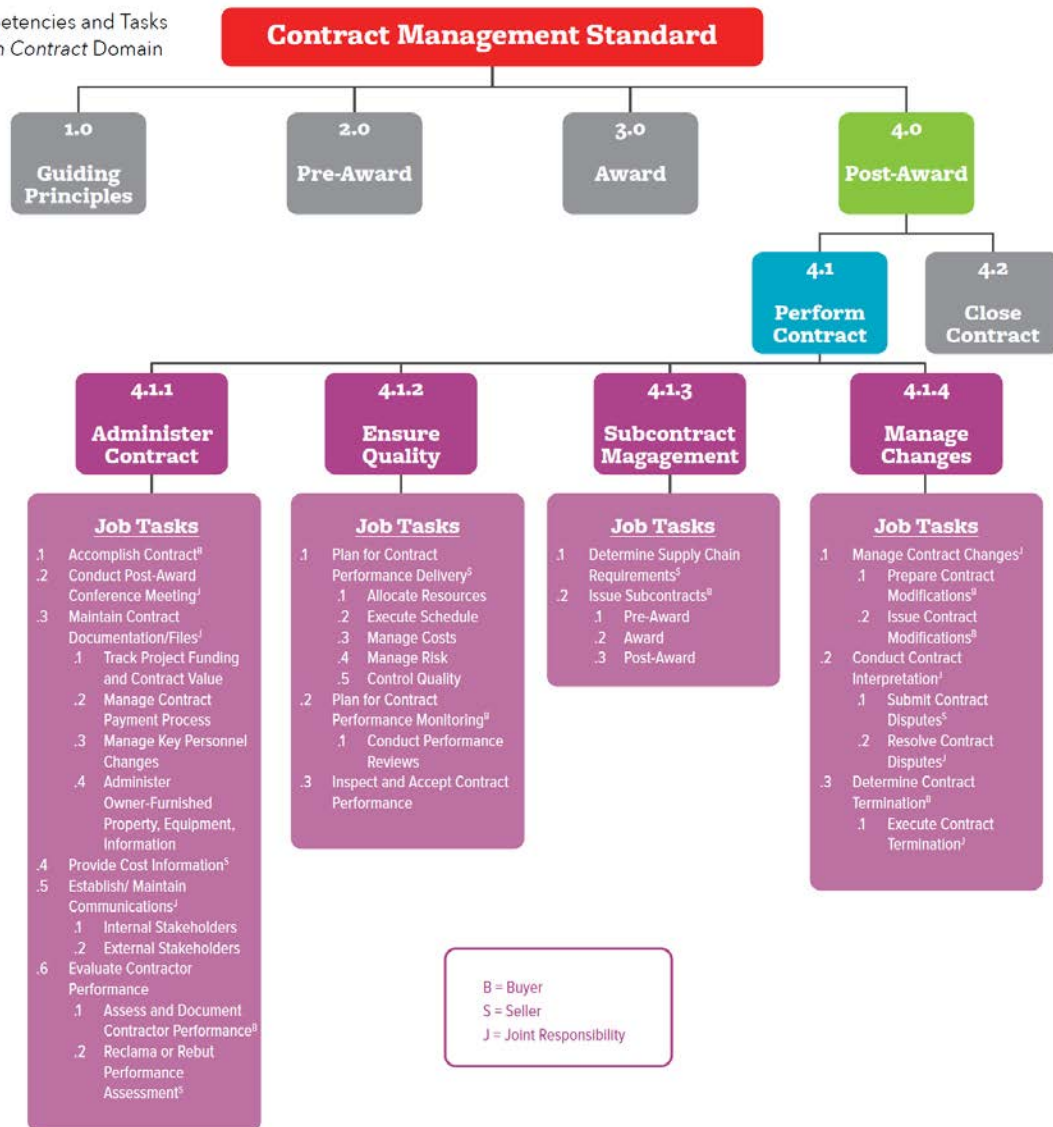 etencies and Tasks
Contract Domain
Contract Management Standard
1.0
Guiding
Principles
2.0
Pre-Award
3.0
Award
4.0
Post-Award
4.1
Perform
Contract
4.2
Close
Contract
4.1.1
Administer
Contract
4.1.2
Ensure
Quality
4.1.3
Subcontract
Magagement
4.1.4
Manage
Changes
Job Tasks
.1 Accomplish Contractᴮ
.2 Conduct Post-Award
Conference Meetingᴶ
.3 Maintain Contract
Documentation/Filesᴶ
.1 Track Project Funding
and Contract Value
.2 Manage Contract
Payment Process
.3 Manage Key Personnel
Changes
.4 Administer
Owner-Furnished
Property, Equipment,
Information
.4 Provide Cost Informationˢ
.5 Establish/ Maintain
Communicationsᴶ
.1 Internal Stakeholders
.2 External Stakeholders
.6 Evaluate Contractor
Performance
.1 Assess and Document
Contractor Performanceᴮ
.2 Reclama or Rebut
Performance
Assessmentˢ
Job Tasks
.1 Plan for Contract
Performance Deliveryˢ
.1 Allocate Resources
.2 Execute Schedule
.3 Manage Costs
.4 Manage Risk
.5 Control Quality
.2 Plan for Contract
Performance Monitoringᴮ
.1 Conduct Performance
Reviews
.3 Inspect and Accept Contract
Performance
Job Tasks
.1 Determine Supply Chain
Requirementsˢ
.2 Issue Subcontractsᴮ
.1 Pre-Award
.2 Award
.3 Post-Award
Job Tasks
.1 Manage Contract Changesᴶ
.1 Prepare Contract
Modificationsᴮ
.2 Issue Contract
Modificationsᴮ
.2 Conduct Contract
Interpretationᴶ
.1 Submit Contract
Disputesˢ
.2 Resolve Contract
Disputesᴶ
.3 Determine Contract
Terminationᴮ
.1 Execute Contract
Terminationᴶ
B = Buyer
S = Seller
J = Joint Responsibility